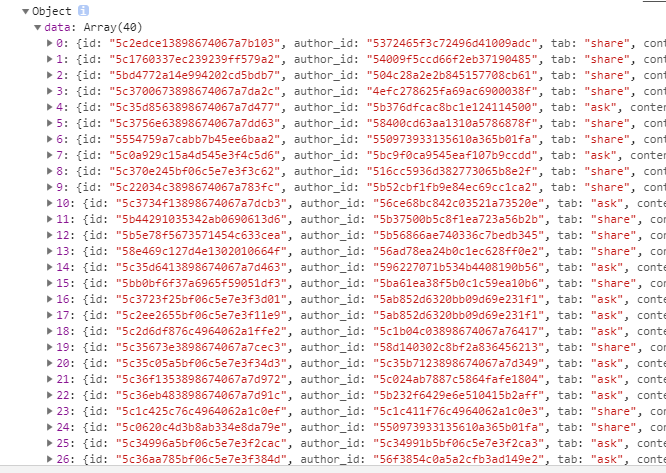 Object i
data: Array(40)
0: {id: "5c2edce13898674067a7b103", author_id: "5372465f3c72496d41009adc", tab: "share", cont
1: {id: "5c1760337ec239239ff579a2", author_id: "54009f5ccd66f2eb37190485", tab: "share", cont
2: {id: "5bd4772a14e994202cd5bdb7", author_id: "504c28a2e2b845157708cb61", tab: "share", cont
3: {id: "5c3700673898674067a7da2c", author_id: "4efc278625fa69ac6900038f", tab: "share", cont
4: {id: "5c35d8563898674067a7d477", author_id: "5b376dfcac8bc1e124114500", tab: "ask", conten
5: {id: "5c3756e63898674067a7dd63", author_id: "58400cd63aa1310a5786878f", tab: "share", cont
6: {id: "5554759a7cabb7b45ee6baa2", author_id: "550973933135610a365b01fa", tab: "share", cont
7: {id: "5c0a929c15a4d545e3f4c5d6", author_id: "5bc9f0ca9545eaf107b9ccdd", tab: "ask", conten
8: {id: "5c370e245bf06c5e7e3f3c62", author_id: "516cc5936d382773065b8e2f", tab: "share", cont
9: {id: "5c22034c3898674067a783fc", author_id: "5b52cbf1fb9e84ec69cc1ca2", tab: "share", cont
10: {id: "5c3734f13898674067a7dcb3", author_id: "56ce68bc842c03521a73520e", tab: "ask", conte
11: {id: "5b44291035342ab0690613d6", author_id: "5b37500b5c8f1ea723a56b2b", tab: "share", con
12: {id: "5b5e78f5673571454c633cea", author_id: "5b56866ae740336c7bedb345", tab: "share", con
13: {id: "58e469c127d4e1302010664f", author_id: "56ad78ea24b0c1ec628ff0e2", tab: "share", con
14: {id: "5c35d6413898674067a7d463", author_id: "596227071b534b4408190b56", tab: "ask", conte
15: {id: "5bb0bf6f37a6965f59051df3", author_id: "5ba61ea38f5b0c1c59ea10b6", tab: "share", con
16: {id: "5c3723f25bf06c5e7e3f3d01", author_id: "5ab852d6320bb09d69e231f1", tab: "ask", conte
17: {id: "5c2ee2655bf06c5e7e3f11e9", author_id: "5ab852d6320bb09d69e231f1", tab: "ask", conte
18: {id: "5c2d6df876c4964062a1ffe2", author_id: "5c1b04c03898674067a76417", tab: "ask", conte
19: {id: "5c35673e3898674067a7cec3", author_id: "58d140302c8bf2a836456213", tab: "share", con
20: {id: "5c35c05a5bf06c5e7e3f34d3", author_id: "5c35b7123898674067a7d349", tab: "ask", conte
21: {id: "5c36f1353898674067a7d972", author_id: "5c024ab7887c5864fafe1804", tab: "ask", conte
22: {id: "5c36eb483898674067a7d91c", author_id: "5b232f6429e6e510415b2aff", tab: "ask", conte
23: {id: "5c1c425c76c4964062a1c0ef", author_id: "5c1c411f76c4964062a1c0e3", tab: "share", con
24: {id: "5c0620c4d3b8ab334e8da79e", author_id: "550973933135610a365b01fa", tab: "share", con
25: {id: "5c34996a5bf06c5e7e3f2cac", author_id: "5c34991b5bf06c5e7e3f2ca3", tab: "ask", conte
26: {id: "5c36aa785bf06c5e7e3f384d", author_id: "56f3854c0a5a2cfb3ad149e2", tab: "ask", conte